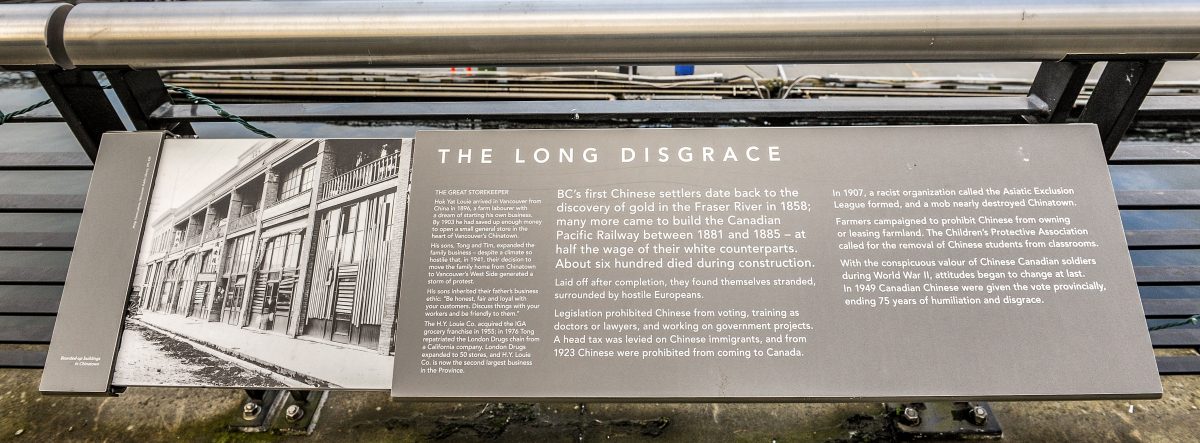 THE LONG DISGRACE
THE GREAT STOREKEEPER
Hok Yat Louie arrived in Vancouver from
China in 1896, a farm labourer with
a dream of starting his own business.
By 1903 he had saved up enough money
to open a small general store in the
heart of Vancouver's Chinatown.
His sons, Tong and Tim, expanded the
family business – despite a climate so
hostile that, in 1941, their decision to
move the family home from Chinatown
to Vancouver's West Side generated a
storm of protest.
His sons inherited their father's business
ethic: "Be honest, fair and loyal with
your customers. Discuss things with your
workers and be friendly to them."
The H.Y. Louie Co. acquired the IGA
grocery franchise in 1955; in 1976 Tong
repatriated the London Drugs chain from
a California company. London Drugs
expanded to 50 stores, and H.Y. Louie
Co. is now the second largest business
in the Province.
BC's first Chinese settlers date back to the
discovery of gold in the Fraser River in 1858;
many more came to build the Canadian
Pacific Railway between 1881 and 1885 – at
half the wage of their white counterparts.
About six hundred died during construction.
Laid off after completion, they found themselves stranded,
surrounded by hostile Europeans.
Legislation prohibited Chinese from voting, training as
doctors or lawyers, and working on government projects.
A head tax was levied on Chinese immigrants, and from
1923 Chinese were prohibited from coming to Canada.
In 1907, a racist organization called the Asiatic Exclusion
League formed, and a mob nearly destroyed Chinatown.
Farmers campaigned to prohibit Chinese from owning
or leasing farmland. The Children's Protective Association
called for the removal of Chinese students from classrooms.
With the conspicuous valour of Chinese Canadian soldiers
during World War II, attitudes began to change at last.
In 1949 Canadian Chinese were given the vote provincially,
ending 75 years of humiliation and disgrace.
Boarded-up buildings
in Chinatown